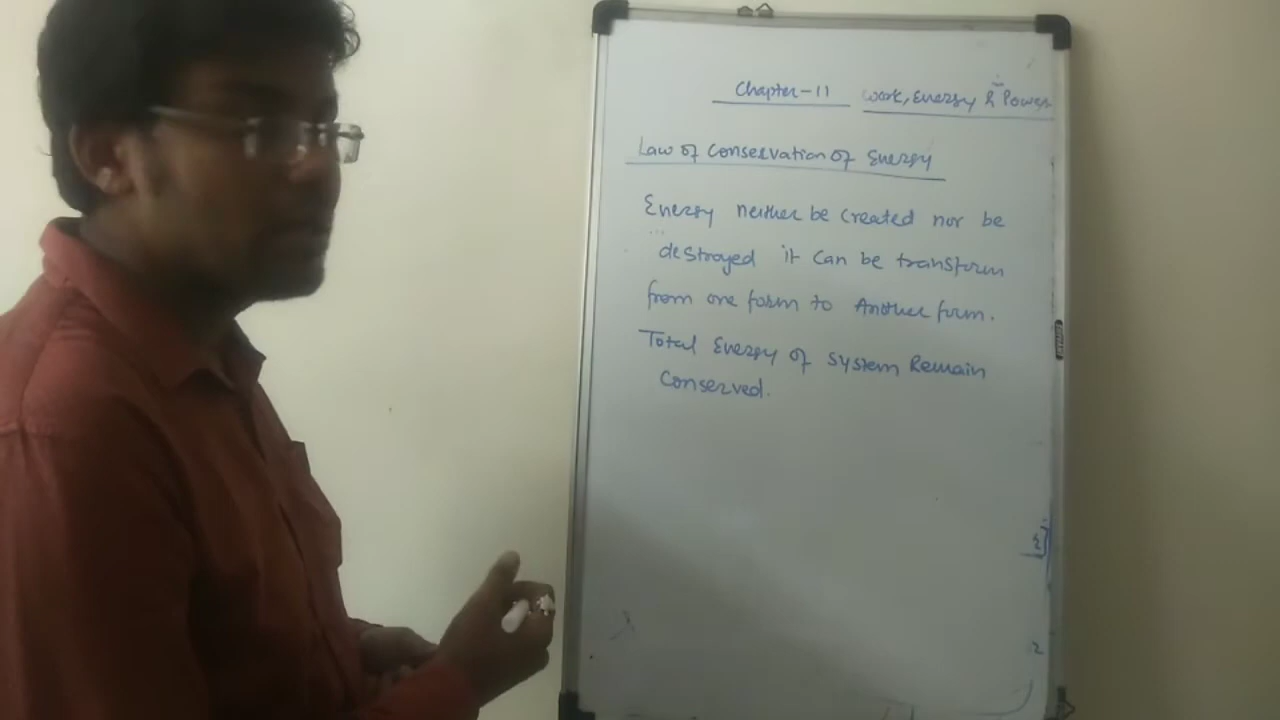 Chapter-11 Work, Energy & Power
Law of Conservation of Energy
Energy neither be created nor be
destroyed it can be transform
from one form to Another form.
Total Energy of system Remain
Conserved.
2